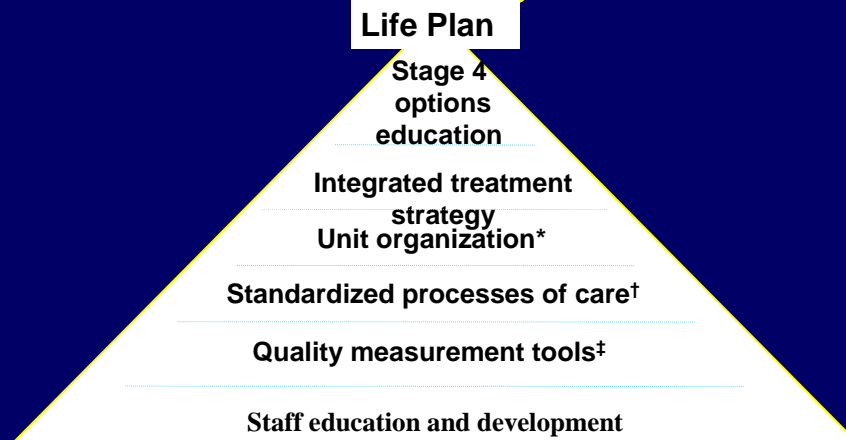 Life Plan
Stage 4
options
education
Integrated treatment
strategy
Unit organization*
Standardized processes of care†
Quality measurement tools‡
Staff education and development